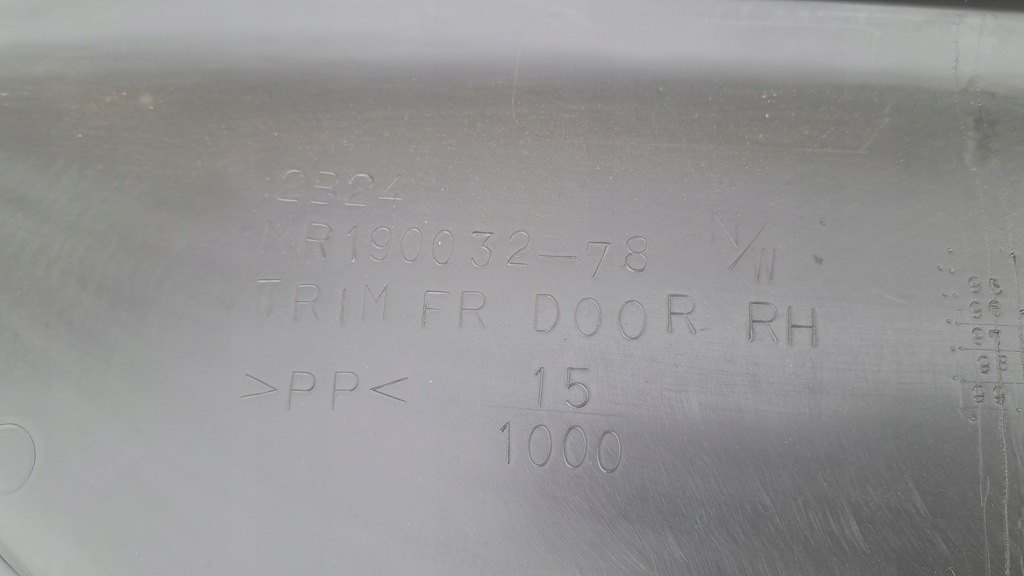 CB24
MR190032-78 N/W
TRIM FR DOOR RH
>PP< 15
1000